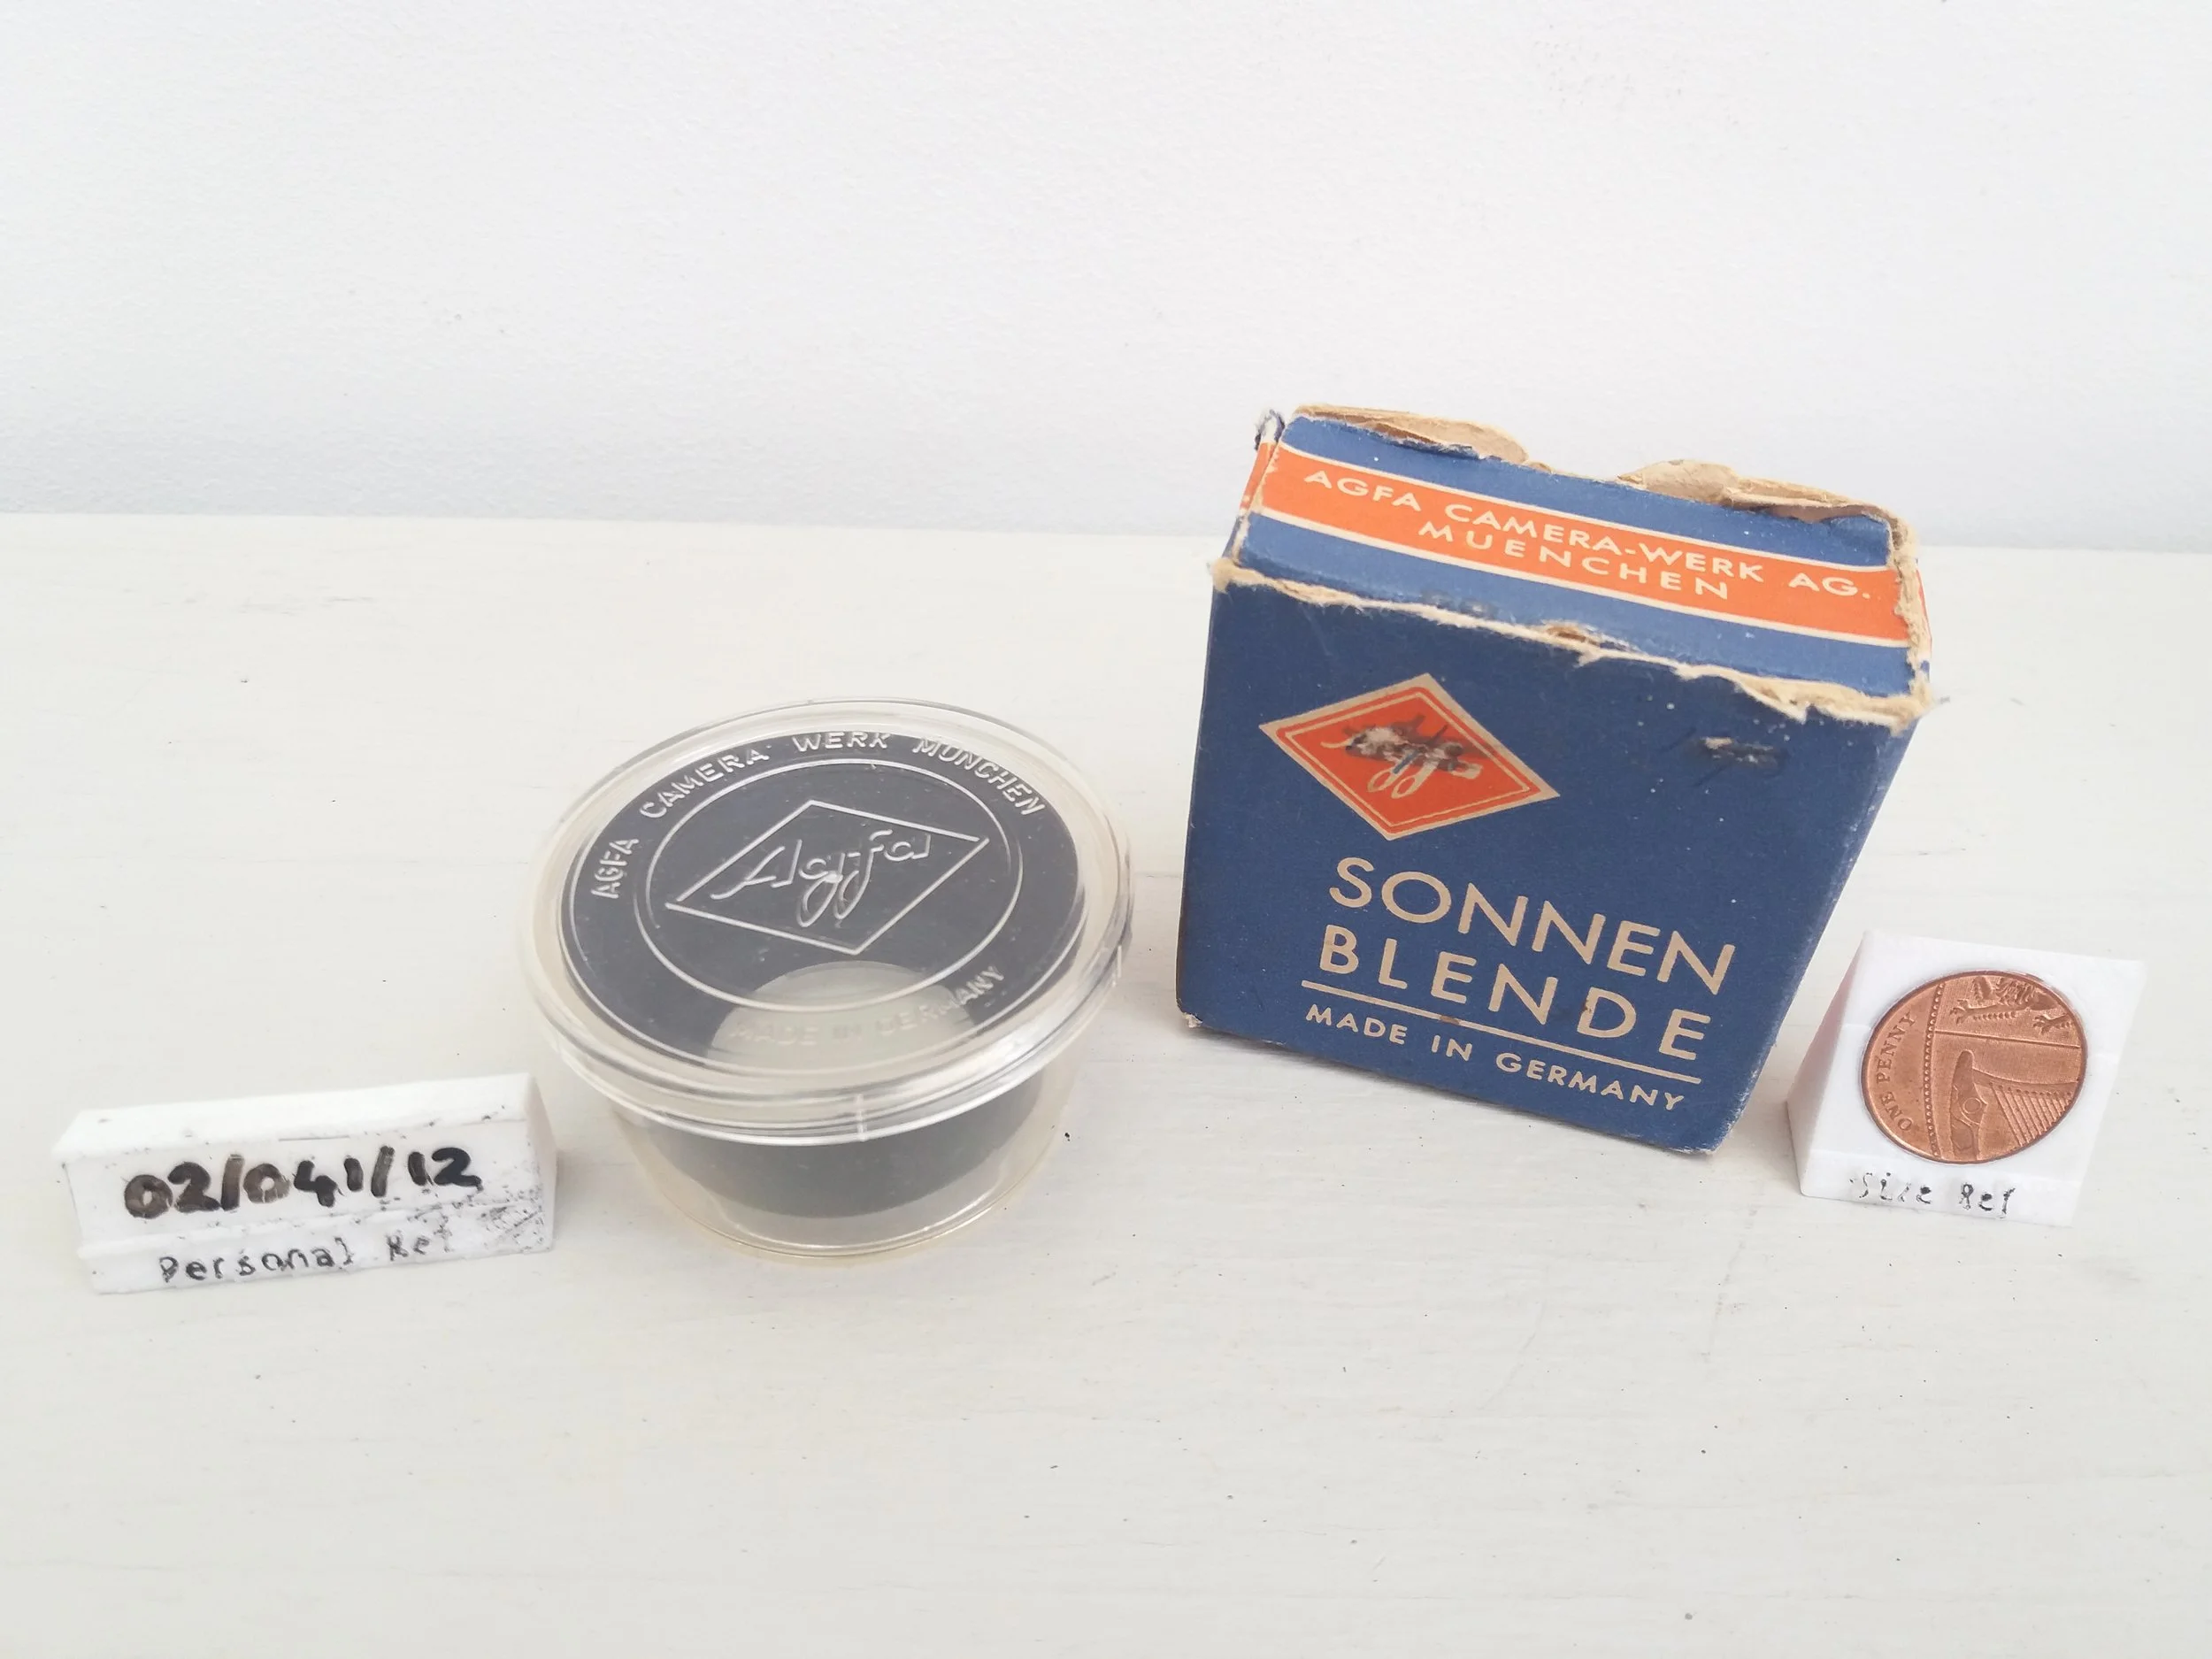 AGFA CAMERA-WERK AG.
MUENCHEN
Agfa
SONNEN
BLENDE
MADE IN GERMANY
AGFA CAMERA WERK MÜNCHEN
Agfa
MADE IN GERMANY
02/041/12
Personal Ref
ONE PENNY
Size Ref